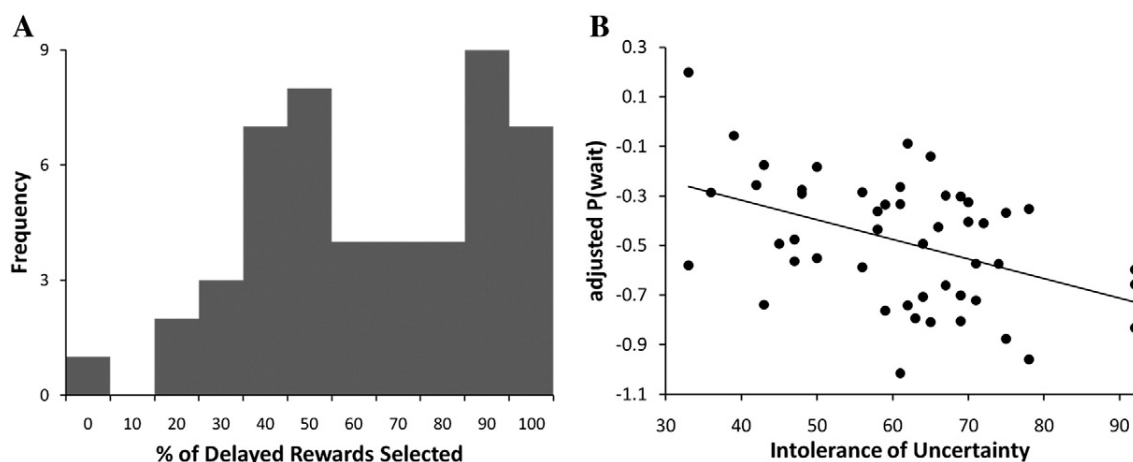 A
9
6
3
0
Frequency
0 10 20 30 40 50 60 70 80 90 100
% of Delayed Rewards Selected
B
0.3
0.1
-0.1
-0.3
-0.5
-0.7
-0.9
-1.1
adjusted P(wait)
30 40 50 60 70 80 90
Intolerance of Uncertainty